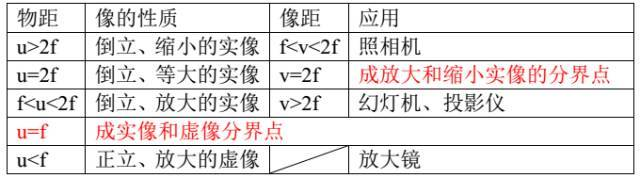 物距 像的性质 像距 应用
u>2f 倒立、缩小的实像 f<v<2f 照相机
u=2f 倒立、等大的实像 v=2f 成放大和缩小实像的分界点
f<u<2f 倒立、放大的实像 v>2f 幻灯机、投影仪
u=f 成实像和虚像分界点
u<f 正立、放大的虚像 放大镜